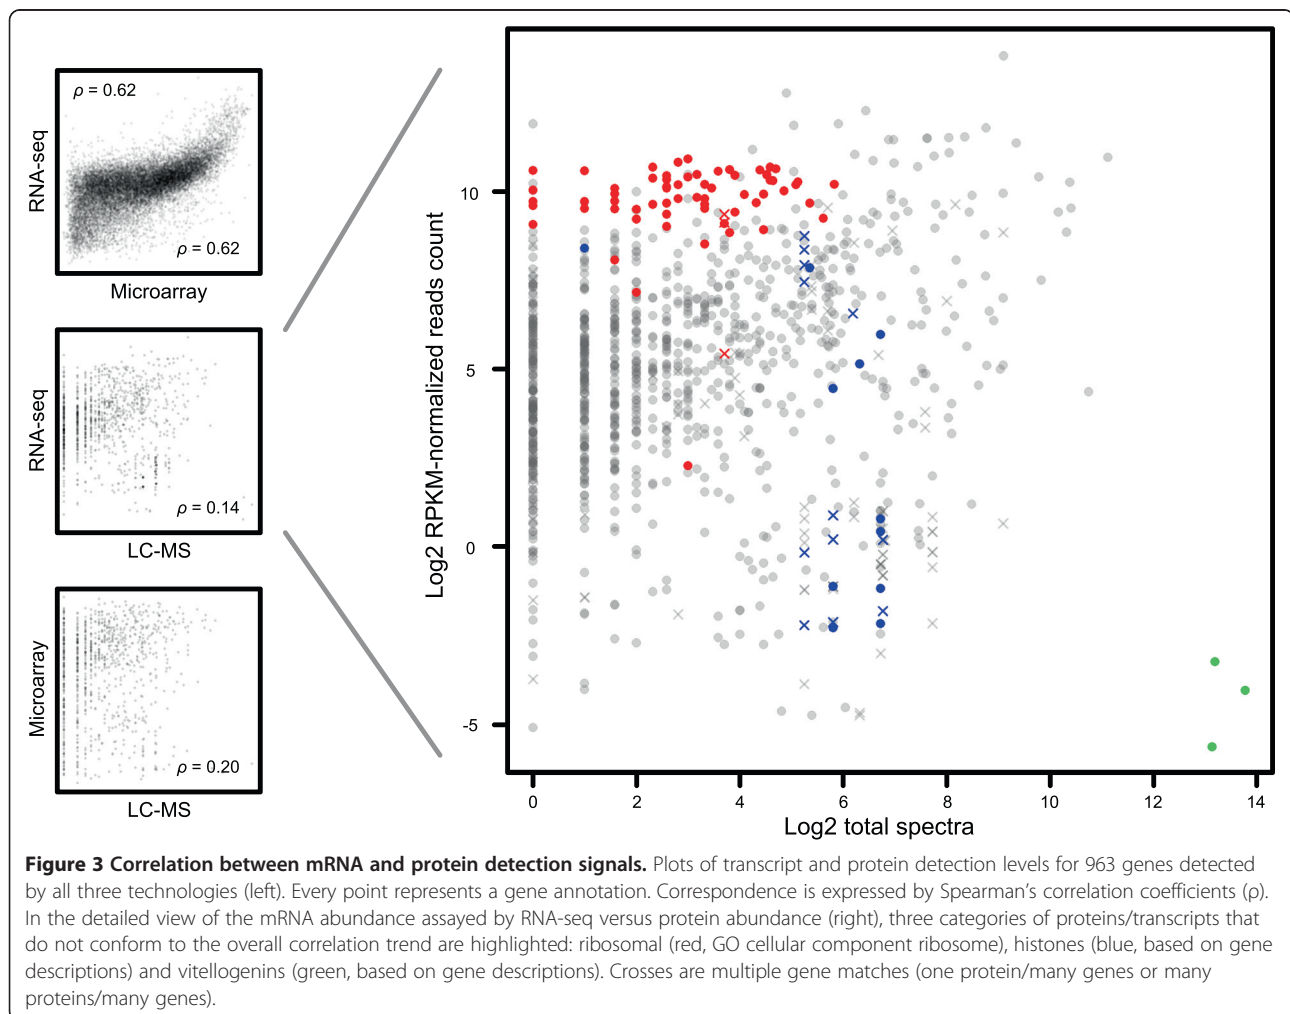 ρ = 0.62
ρ = 0.62
RNA-seq
Microarray
ρ = 0.14
RNA-seq
LC-MS
ρ = 0.20
Microarray
LC-MS
Log2 RPKM-normalized reads count
10
5
0
-5
0 2 4 6 8 10 12 14
Log2 total spectra
Figure 3 Correlation between mRNA and protein detection signals. Plots of transcript and protein detection levels for 963 genes detected
by all three technologies (left). Every point represents a gene annotation. Correspondence is expressed by Spearman's correlation coefficients (ρ).
In the detailed view of the mRNA abundance assayed by RNA-seq versus protein abundance (right), three categories of proteins/transcripts that
do not conform to the overall correlation trend are highlighted: ribosomal (red, GO cellular component ribosome), histones (blue, based on gene
descriptions) and vitellogenins (green, based on gene descriptions). Crosses are multiple gene matches (one protein/many genes or many
proteins/many genes).